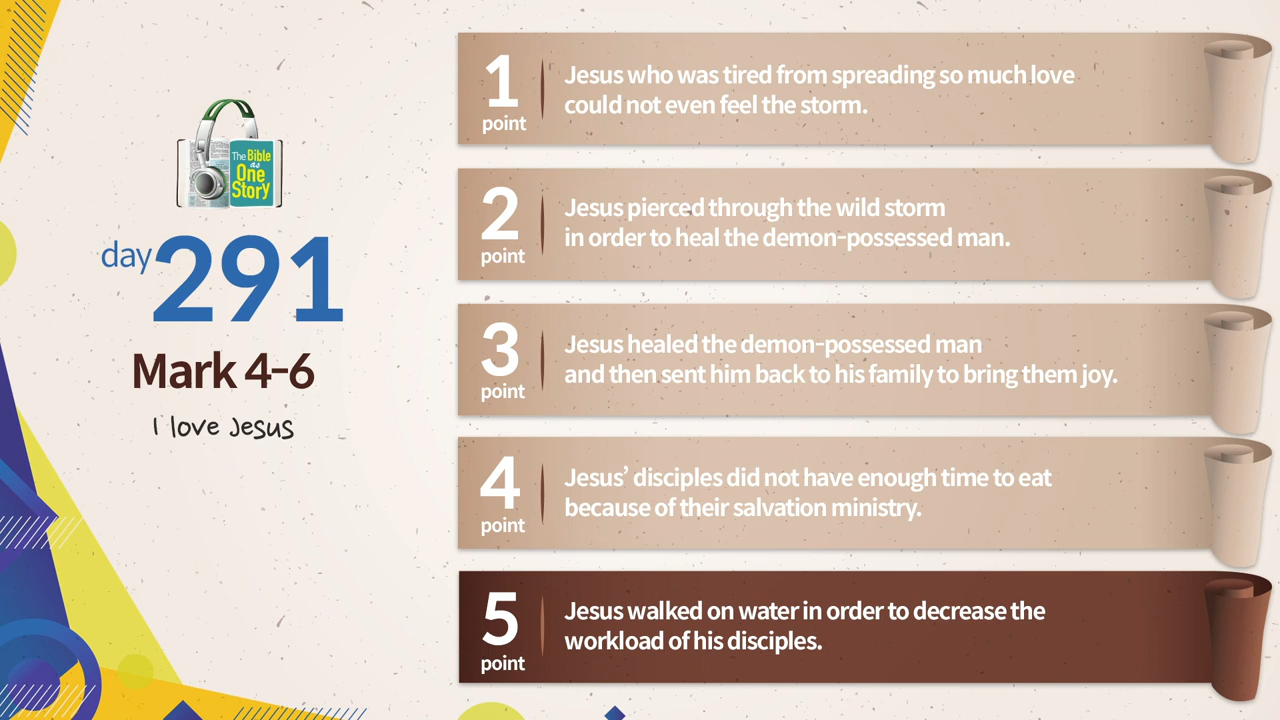 The Bible
as
One
Story
day291
Mark 4-6
I love Jesus
1
point
Jesus who was tired from spreading so much love
could not even feel the storm.
2
point
Jesus pierced through the wild storm
in order to heal the demon-possessed man.
3
point
Jesus healed the demon-possessed man
and then sent him back to his family to bring them joy.
4
point
Jesus’ disciples did not have enough time to eat
because of their salvation ministry.
5
point
Jesus walked on water in order to decrease the
workload of his disciples.